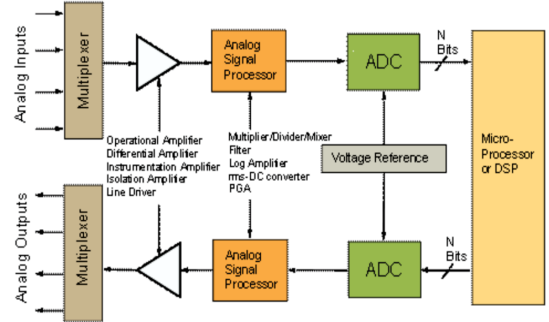 Analog Inputs
Multiplexer
Analog
Signal
Processor
ADC
N
Bits
Operational Amplifier
Differential Amplifier
Instrumentation Amplifier
Isolation Amplifier
Line Driver
Multiplier/Divider/Mixer
Filter
Log Amplifier
rms-DC converter
PGA
Voltage Reference
Micro-
Processor
or DSP
Analog Outputs
Multiplexer
Analog
Signal
Processor
ADC
N
Bits